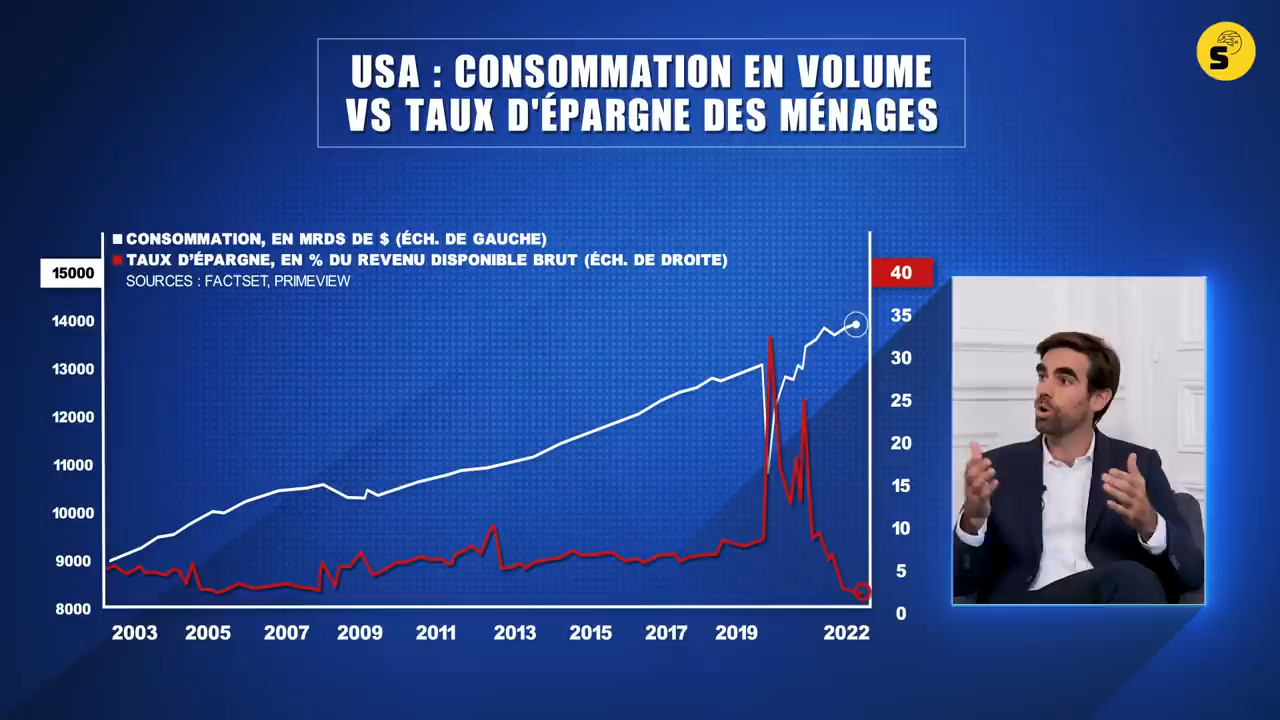 USA : CONSOMMATION EN VOLUME
VS TAUX D'ÉPARGNE DES MÉNAGES
S
CONSOMMATION, EN MRDS DE $ (ÉCH. DE GAUCHE)
TAUX D'ÉPARGNE, EN % DU REVENU DISPONIBLE BRUT (ÉCH. DE DROITE)
SOURCES : FACTSET, PRIMEVIEW
15000
14000
13000
12000
11000
10000
9000
8000
40
35
30
25
20
15
10
5
0
2003 2005 2007 2009 2011 2013 2015 2017 2019 2022